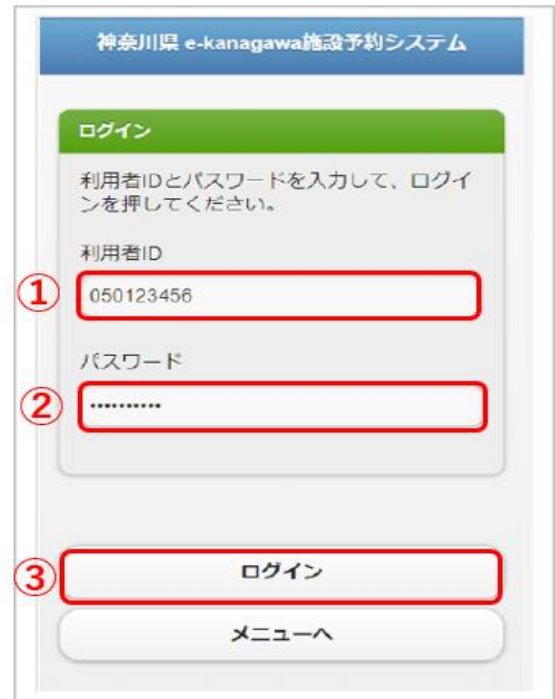 神奈川県 e-kanagawa施設予約システム
ログイン
利用者IDとパスワードを入力して、ログイ
ンを押してください。
利用者ID
① 050123456
パスワード
② ••••••••••
③ ログイン
メニューへ